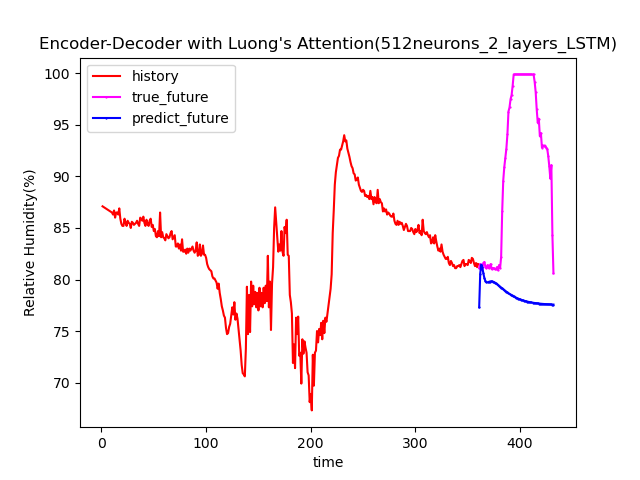 Encoder-Decoder with Luong's Attention(512neurons_2_layers_LSTM)
history
true_future
predict_future
Relative Humidity(%)
100
95
90
85
80
75
70
0 100 200 300 400
time